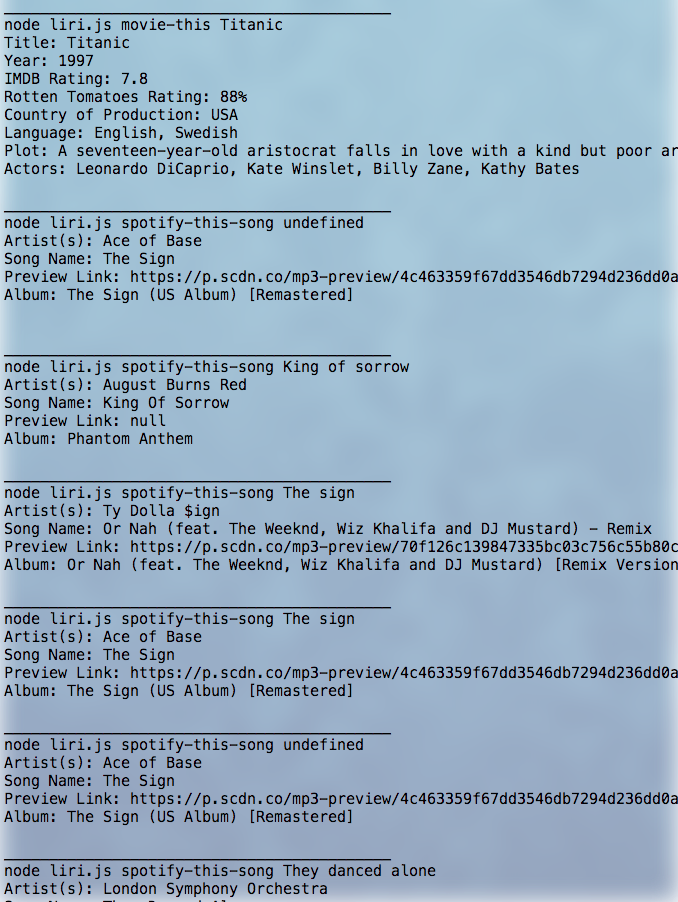 node liri.js movie-this Titanic
Title: Titanic
Year: 1997
IMDB Rating: 7.8
Rotten Tomatoes Rating: 88%
Country of Production: USA
Language: English, Swedish
Plot: A seventeen-year-old aristocrat falls in love with a kind but poor ar
Actors: Leonardo DiCaprio, Kate Winslet, Billy Zane, Kathy Bates
node liri.js spotify-this-song undefined
Artist(s): Ace of Base
Song Name: The Sign
Preview Link: https://p.scdn.co/mp3-preview/4c463359f67dd3546db7294d236dd0a
Album: The Sign (US Album) [Remastered]
node liri.js spotify-this-song King of sorrow
Artist(s): August Burns Red
Song Name: King Of Sorrow
Preview Link: null
Album: Phantom Anthem
node liri.js spotify-this-song The sign
Artist(s): Ty Dolla $ign
Song Name: Or Nah (feat. The Weeknd, Wiz Khalifa and DJ Mustard) - Remix
Preview Link: https://p.scdn.co/mp3-preview/70f126c139847335bc03c756c55b80c
Album: Or Nah (feat. The Weeknd, Wiz Khalifa and DJ Mustard) [Remix Version
node liri.js spotify-this-song The sign
Artist(s): Ace of Base
Song Name: The Sign
Preview Link: https://p.scdn.co/mp3-preview/4c463359f67dd3546db7294d236dd0a
Album: The Sign (US Album) [Remastered]
node liri.js spotify-this-song undefined
Artist(s): Ace of Base
Song Name: The Sign
Preview Link: https://p.scdn.co/mp3-preview/4c463359f67dd3546db7294d236dd0a
Album: The Sign (US Album) [Remastered]
node liri.js spotify-this-song They danced alone
Artist(s): London Symphony Orchestra